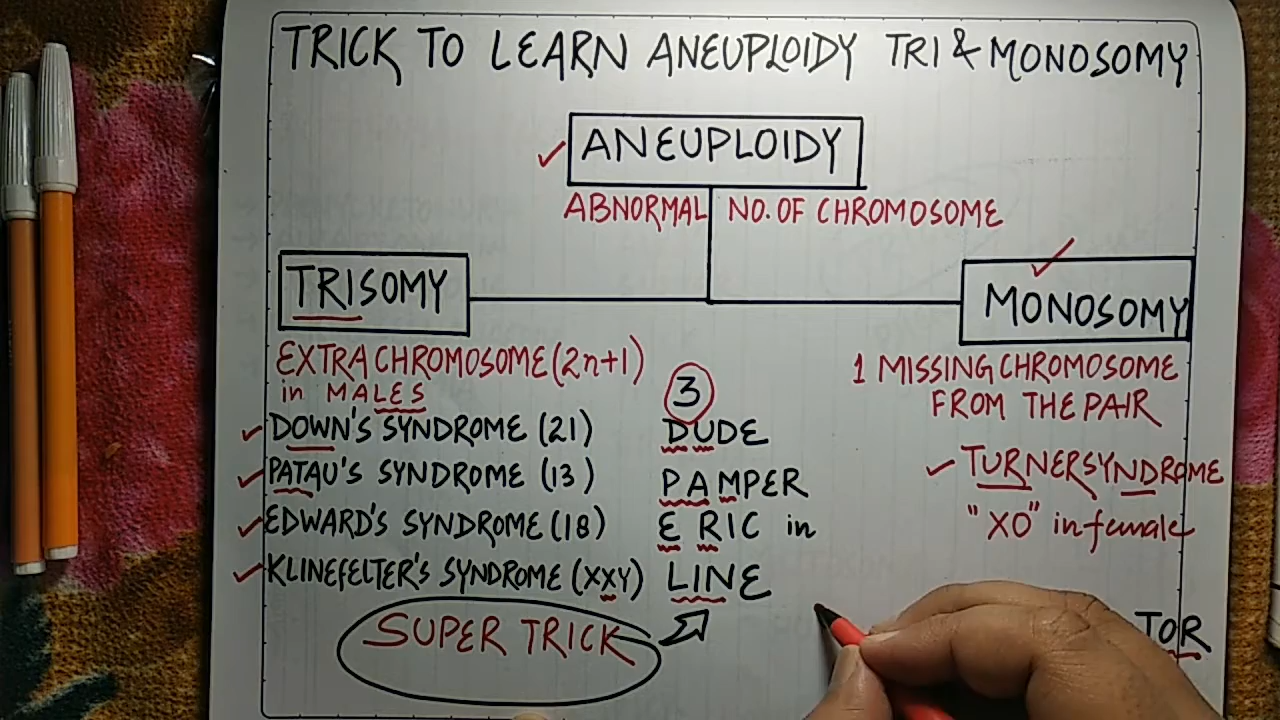 TRICK TO LEARN ANEUPLOIDY TRI & MONOSOMY
ANEUPLOIDY
ABNORMAL NO. OF CHROMOSOME
TRISOMY
EXTRA CHROMOSOME (2n+1)
in MALES
DOWN'S SYNDROME (21)
PATAU'S SYNDROME (13)
EDWARD'S SYNDROME (18)
KLINEFELTER'S SYNDROME (XXY)
SUPER TRICK
3
DUDE
PAMPER
ERIC in
LINE
MONOSOMY
1 MISSING CHROMOSOME
FROM THE PAIR
TURNER SYNDROME
"XO" in female